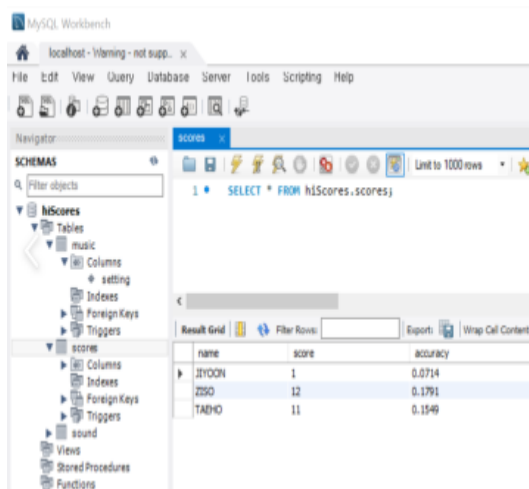 MySQL Workbench
localhost - Warning - not supp... x
File Edit View Query Database Server Tools Scripting Help
Navigator
SCHEMAS
Filter objects
hiScores
Tables
music
Columns
setting
Indexes
Foreign Keys
Triggers
scores
Columns
Indexes
Foreign Keys
Triggers
sound
Views
Stored Procedures
Functions
scores x
Limit to 1000 rows
1 SELECT * FROM hiScores.scores;
Result Grid Filter Rows: Export: Wrap Cell Content
name score accuracy
JIYOON 1 0.0714
ZISO 12 0.1791
TAEHO 11 0.1549